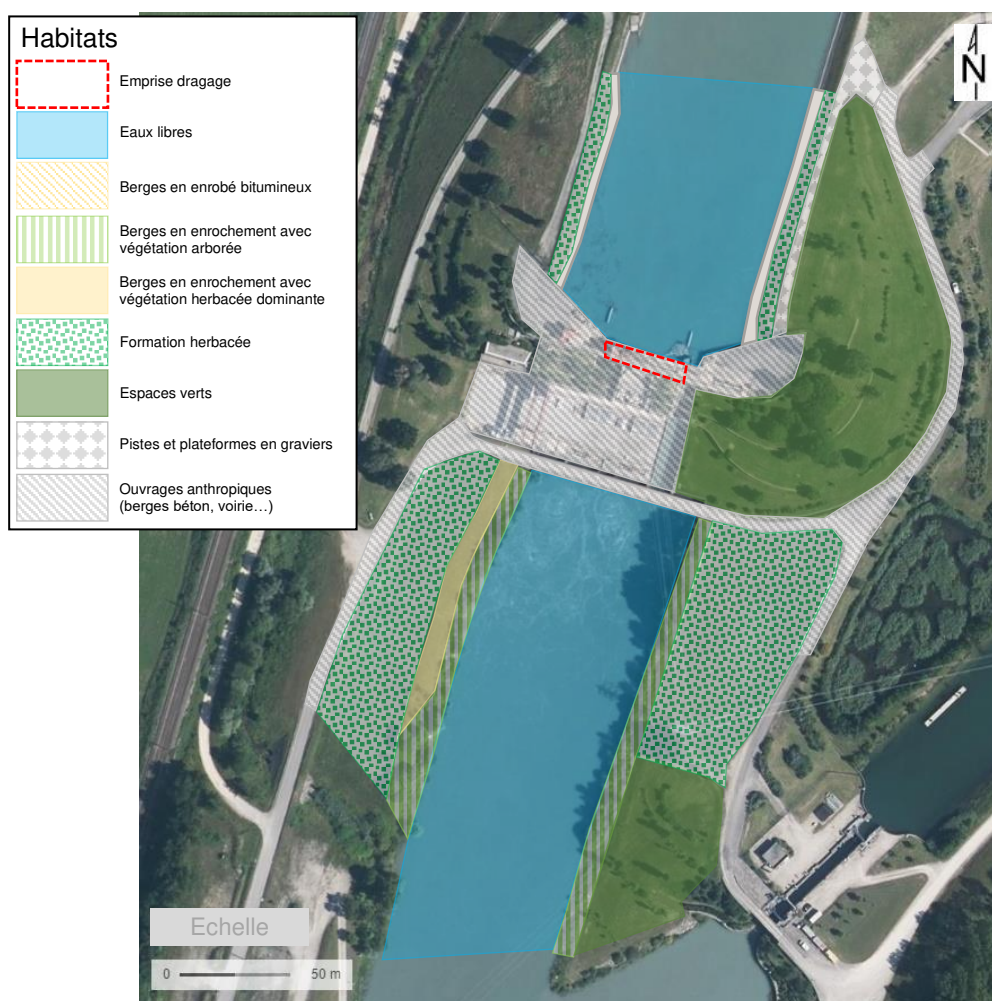 Habitats
Emprise dragage
Eaux libres
Berges en enrobé bitumineux
Berges en enrochement avec
végétation arborée
Berges en enrochement avec
végétation herbacée dominante
Formation herbacée
Espaces verts
Pistes et plateformes en graviers
Ouvrages anthropiques
(berges béton, voirie…)
N
Echelle
0 50 m